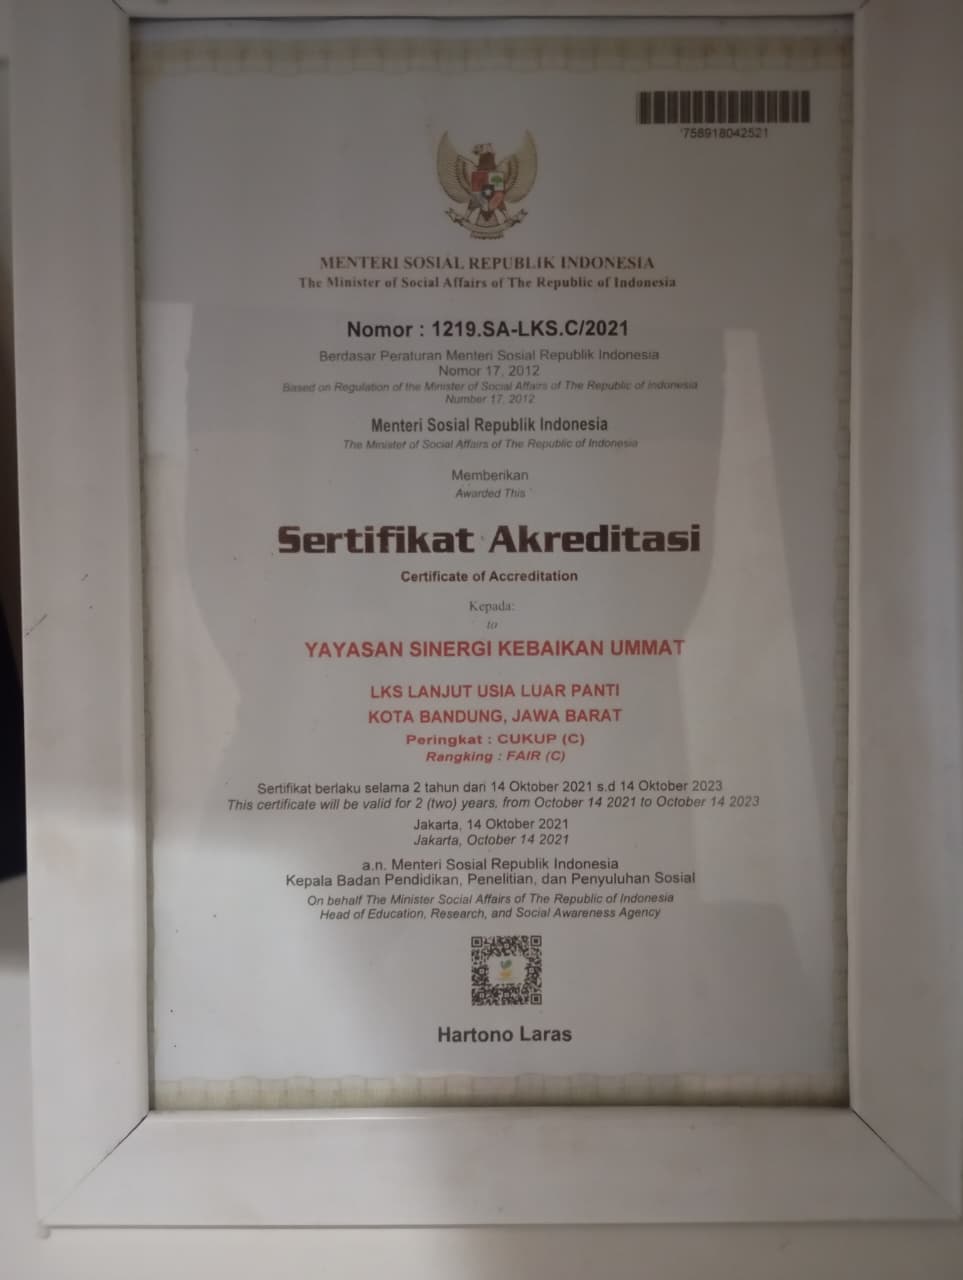 '758918042521
MENTERI SOSIAL REPUBLIK INDONESIA
The Minister of Social Affairs of The Republic of Indonesia
Nomor : 1219.SA-LKS.C/2021
Berdasar Peraturan Menteri Sosial Republik Indonesia
Nomor 17, 2012
Based on Regulation of the Minister of Social Affairs of The Republic of Indonesia
Number 17, 2012
Menteri Sosial Republik Indonesia
The Minister of Social Affairs of The Republic of Indonesia
Memberikan
Awarded This
Sertifikat Akreditasi
Certificate of Accreditation
Kepada:
to
YAYASAN SINERGI KEBAIKAN UMMAT
LKS LANJUT USIA LUAR PANTI
KOTA BANDUNG, JAWA BARAT
Peringkat : CUKUP (C)
Rangking : FAIR (C)
Sertifikat berlaku selama 2 tahun dari 14 Oktober 2021 s.d 14 Oktober 2023
This certificate will be valid for 2 (two) years, from October 14 2021 to October 14 2023
Jakarta, 14 Oktober 2021
Jakarta, October 14 2021
a.n. Menteri Sosial Republik Indonesia
Kepala Badan Pendidikan, Penelitian, dan Penyuluhan Sosial
On behalf The Minister Social Affairs of The Republic of Indonesia
Head of Education, Research, and Social Awareness Agency
Hartono Laras